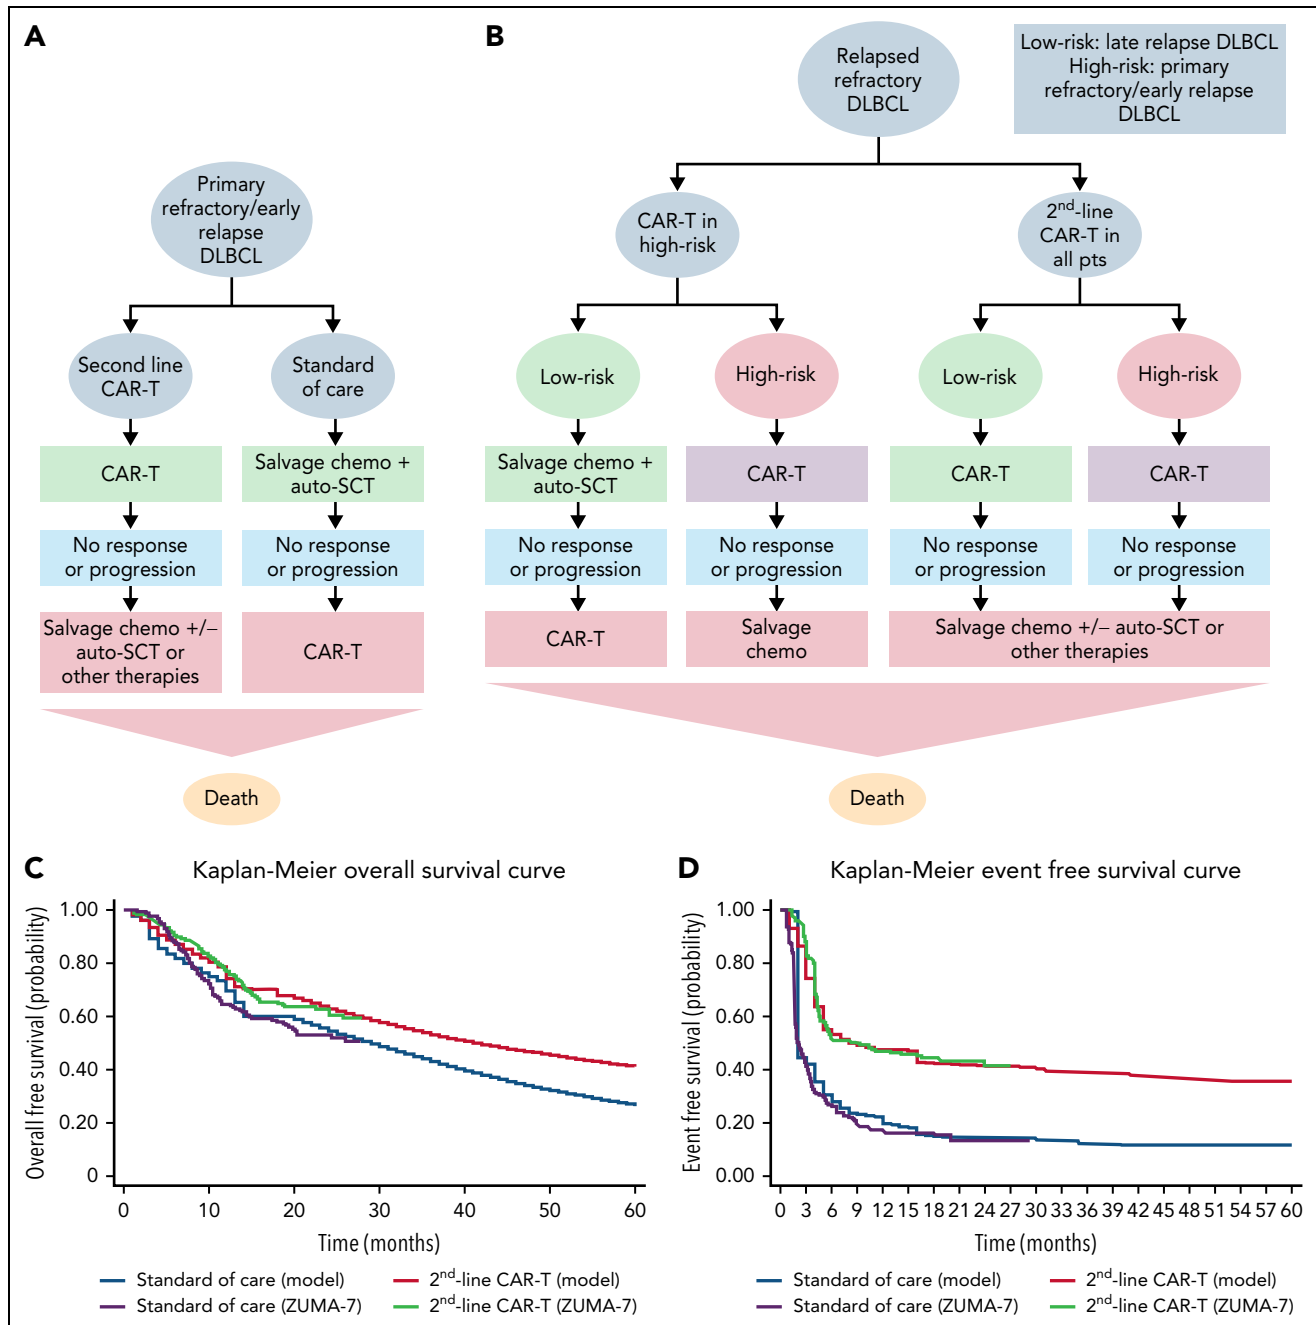 A
Primary
refractory/early
relapse
DLBCL
Second line
CAR-T
Standard
of care
CAR-T
Salvage chemo +
auto-SCT
No response
or progression
No response
or progression
Salvage chemo +/–
auto-SCT or
other therapies
CAR-T
Death
B
Relapsed
refractory
DLBCL
Low-risk: late relapse DLBCL
High-risk: primary
refractory/early relapse
DLBCL
CAR-T in
high-risk
2nd-line
CAR-T in
all pts
Low-risk
High-risk
Low-risk
High-risk
Salvage chemo +
auto-SCT
CAR-T
CAR-T
CAR-T
No response
or progression
No response
or progression
No response
or progression
No response
or progression
CAR-T
Salvage
chemo
Salvage chemo +/– auto-SCT or
other therapies
Death
C
Kaplan-Meier overall survival curve
Overall free survival (probability)
1.00
0.80
0.60
0.40
0.20
0
0 10 20 30 40 50 60
Time (months)
Standard of care (model)
2nd-line CAR-T (model)
Standard of care (ZUMA-7)
2nd-line CAR-T (ZUMA-7)
D
Kaplan-Meier event free survival curve
Event free survival (probability)
1.00
0.80
0.60
0.40
0.20
0.00
0 3 6 9 12 15 18 21 24 27 30 33 36 39 42 45 48 51 54 57 60
Time (months)
Standard of care (model)
2nd-line CAR-T (model)
Standard of care (ZUMA-7)
2nd-line CAR-T (ZUMA-7)